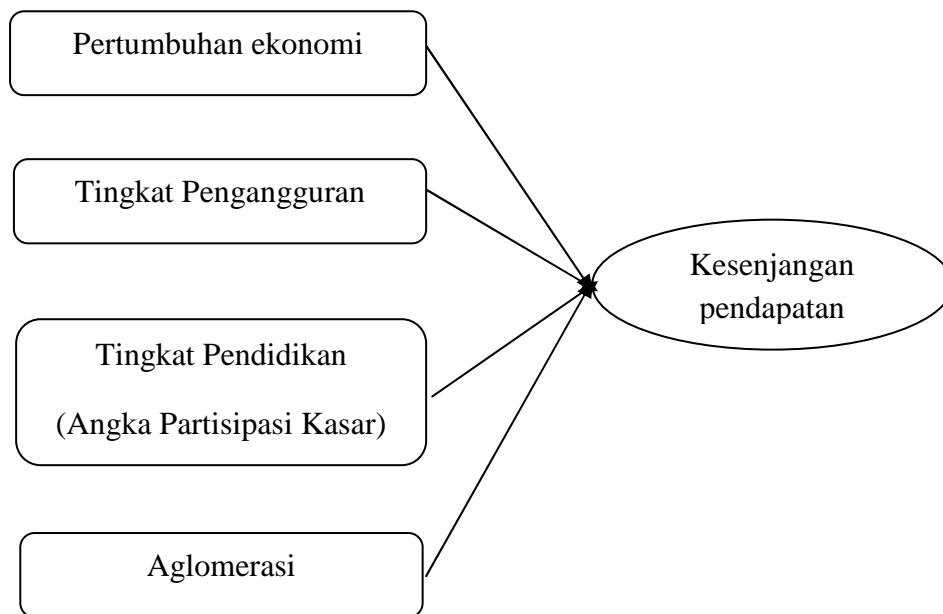 Pertumbuhan ekonomi
Tingkat Pengangguran
Tingkat Pendidikan
(Angka Partisipasi Kasar)
Aglomerasi
Kesenjangan
pendapatan